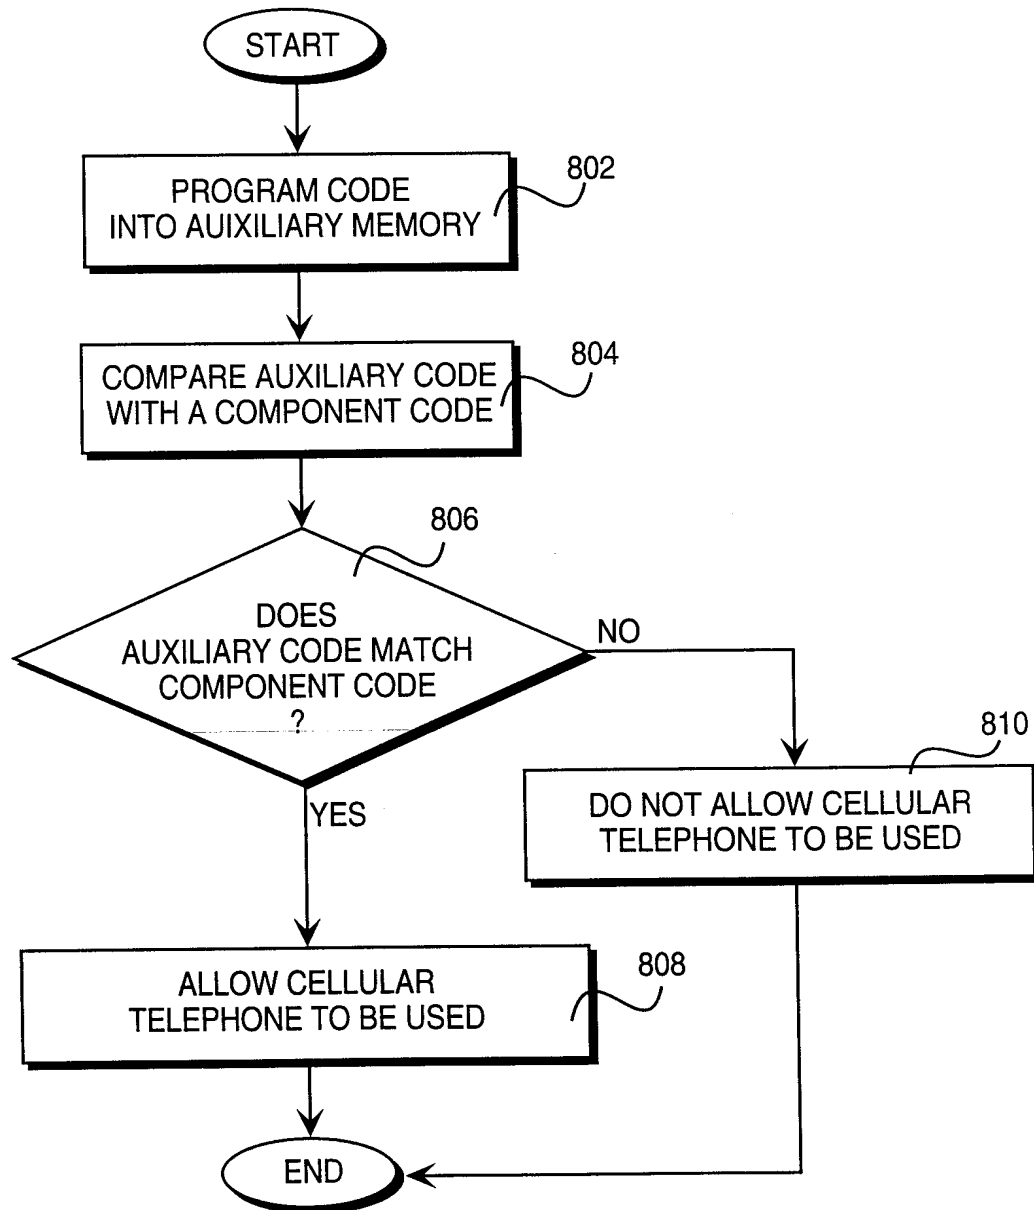 START
802
PROGRAM CODE
INTO AUIXILIARY MEMORY
804
COMPARE AUXILIARY CODE
WITH A COMPONENT CODE
806
DOES
AUXILIARY CODE MATCH
COMPONENT CODE
?
NO
810
DO NOT ALLOW CELLULAR
TELEPHONE TO BE USED
YES
808
ALLOW CELLULAR
TELEPHONE TO BE USED
END